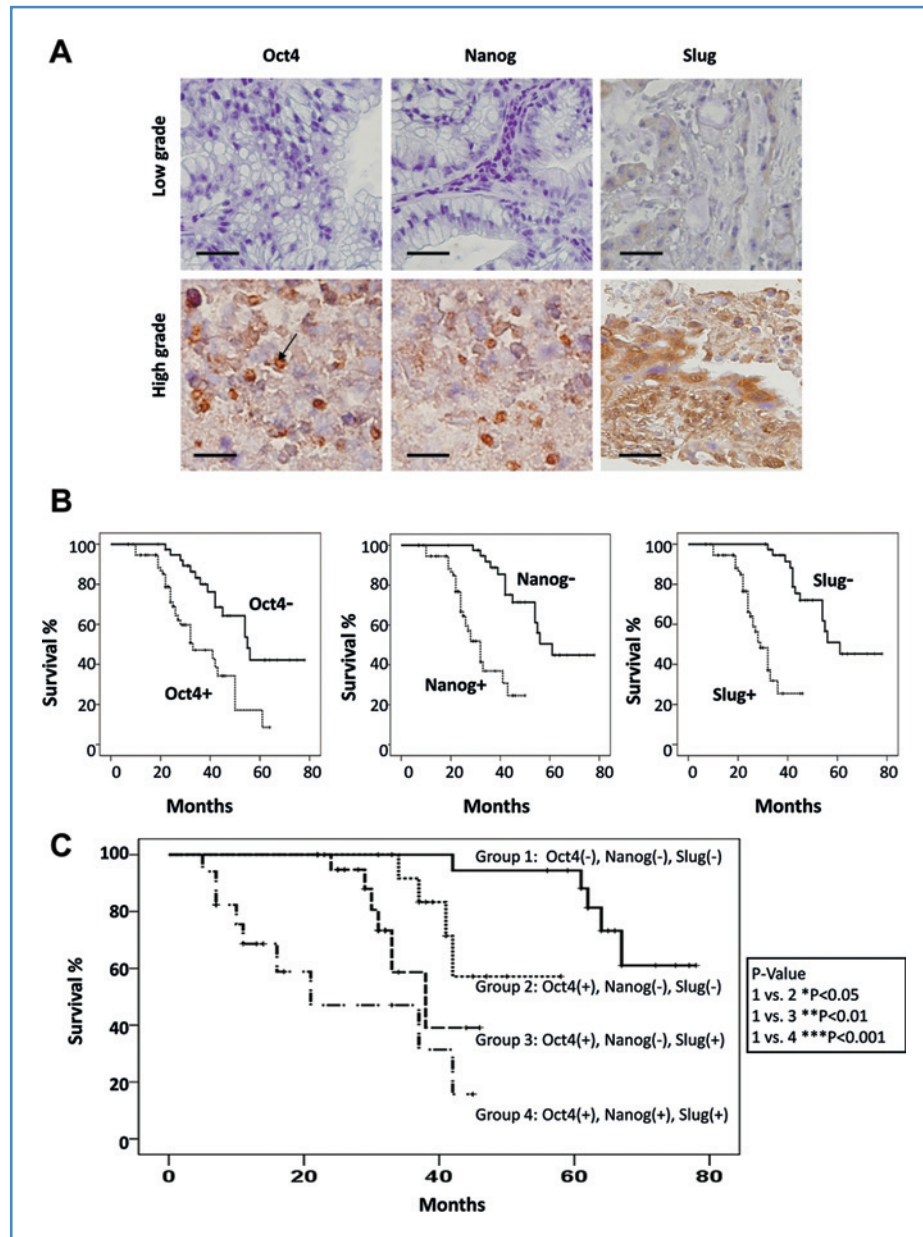 A
Oct4 Nanog Slug
Low grade
High grade
B
100
80
60
40
20
0
Survival %
Oct4-
Oct4+
0 20 40 60 80
Months
100
80
60
40
20
0
Survival %
Nanog-
Nanog+
0 20 40 60 80
Months
100
80
60
40
20
0
Survival %
Slug-
Slug+
0 20 40 60 80
Months
C
100
80
60
40
20
0
Survival %
Group 1: Oct4(-), Nanog(-), Slug(-)
Group 2: Oct4(+), Nanog(-), Slug(-)
Group 3: Oct4(+), Nanog(-), Slug(+)
Group 4: Oct4(+), Nanog(+), Slug(+)
0 20 40 60 80
Months
P-Value
1 vs. 2 *P<0.05
1 vs. 3 **P<0.01
1 vs. 4 ***P<0.001